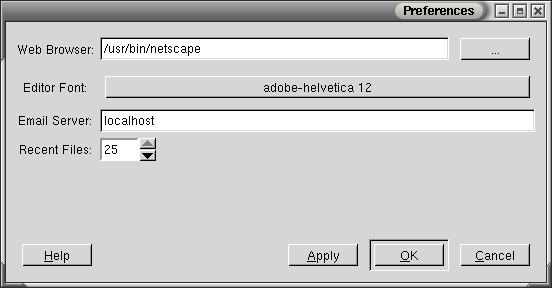 Preferences
Web Browser: /usr/bin/netscape ...
Editor Font: adobe-helvetica 12
Email Server: localhost
Recent Files: 25
Help Apply OK Cancel